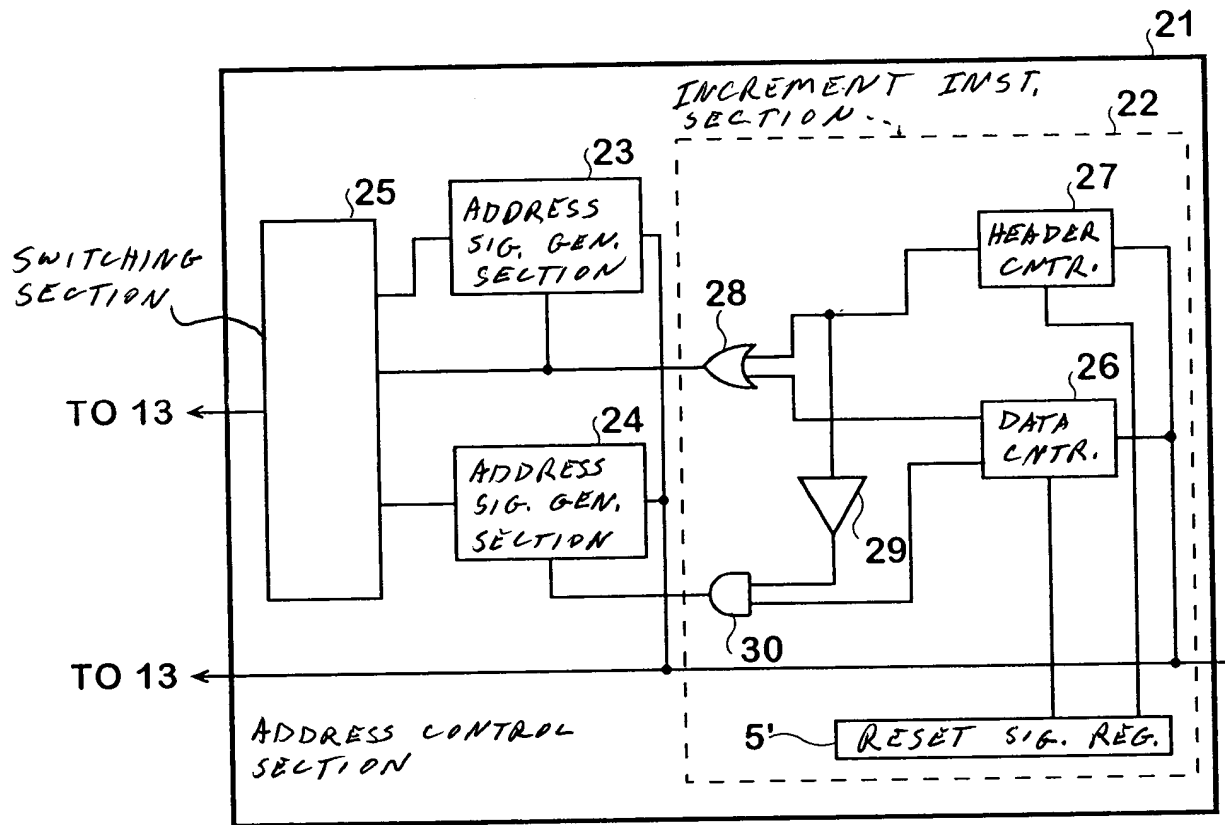 21
INCREMENT INST.
SECTION
22
23
27
25
ADDRESS
SIG. GEN.
SECTION
HEADER
CNTR.
SWITCHING
SECTION
28
26
TO 13
24
DATA
CNTR.
ADDRESS
SIG. GEN.
SECTION
29
30
TO 13
5'
RESET SIG. REG.
ADDRESS CONTROL
SECTION